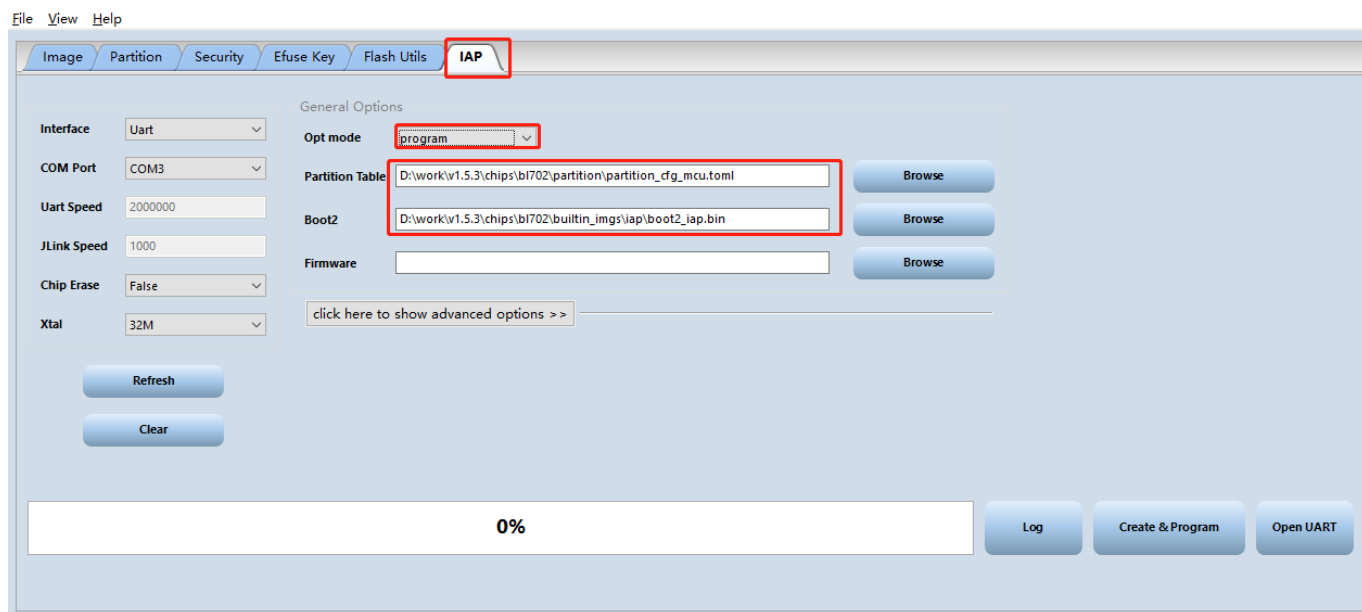 File View Help
Image Partition Security Efuse Key Flash Utils IAP
General Options
Interface Uart
Opt mode program
COM Port COM3
Partition Table D:\work\v1.5.3\chips\bl702\partition\partition_cfg_mcu.toml Browse
Uart Speed 2000000
Boot2 D:\work\v1.5.3\chips\bl702\builtin_imgs\iap\boot2_iap.bin Browse
JLink Speed 1000
Firmware Browse
Chip Erase False
click here to show advanced options >>
Xtal 32M
Refresh
Clear
0% Log Create & Program Open UART